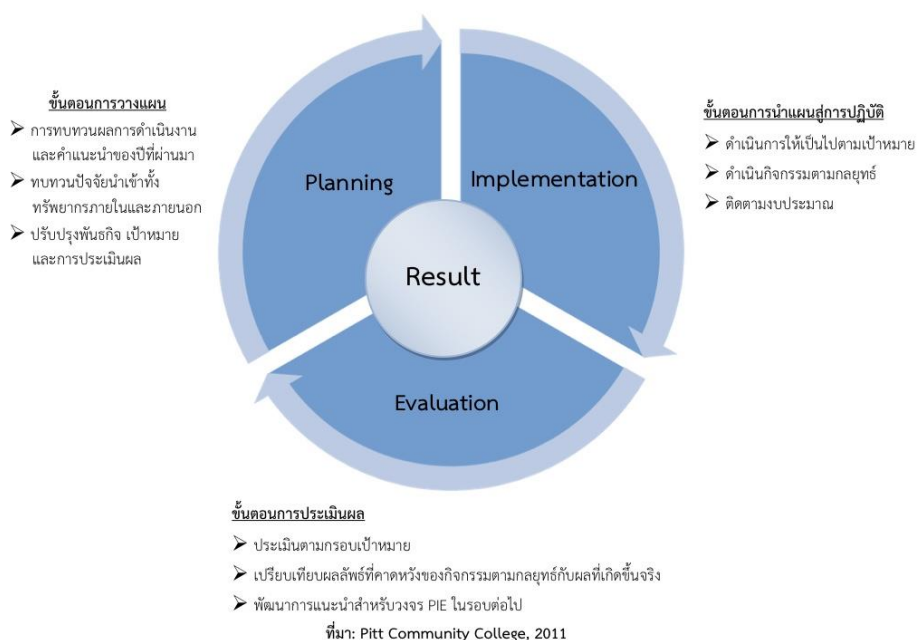 ขั้นตอนการวางแผน
➤ การทบทวนผลการดำเนินงาน
และคำแนะนำของปีที่ผ่านมา
➤ ทบทวนปัจจัยนำเข้าทั้ง
ทรัพยากรภายในและภายนอก
➤ ปรับปรุงพันธกิจ เป้าหมาย
และการประเมินผล
Planning
Implementation
Result
Evaluation
ขั้นตอนการนำแผนสู่การปฏิบัติ
➤ ดำเนินการให้เป็นไปตามเป้าหมาย
➤ ดำเนินกิจกรรมตามกลยุทธ์
➤ ติดตามงบประมาณ
ขั้นตอนการประเมินผล
➤ ประเมินตามกรอบเป้าหมาย
➤ เปรียบเทียบผลลัพธ์ที่คาดหวังของกิจกรรมตามกลยุทธ์กับผลที่เกิดขึ้นจริง
➤ พัฒนาการแนะนำสำหรับวงจร PIE ในรอบต่อไป
ที่มา: Pitt Community College, 2011